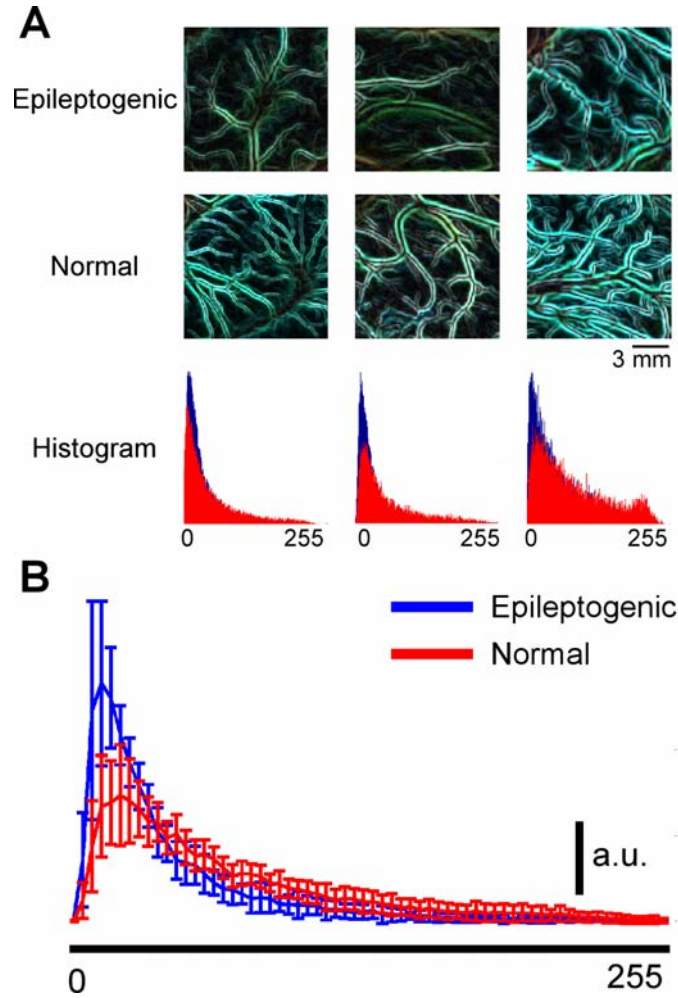 A
Epileptogenic
Normal
3 mm
Histogram
0 255 0 255 0 255
B
Epileptogenic
Normal
a.u.
0 255